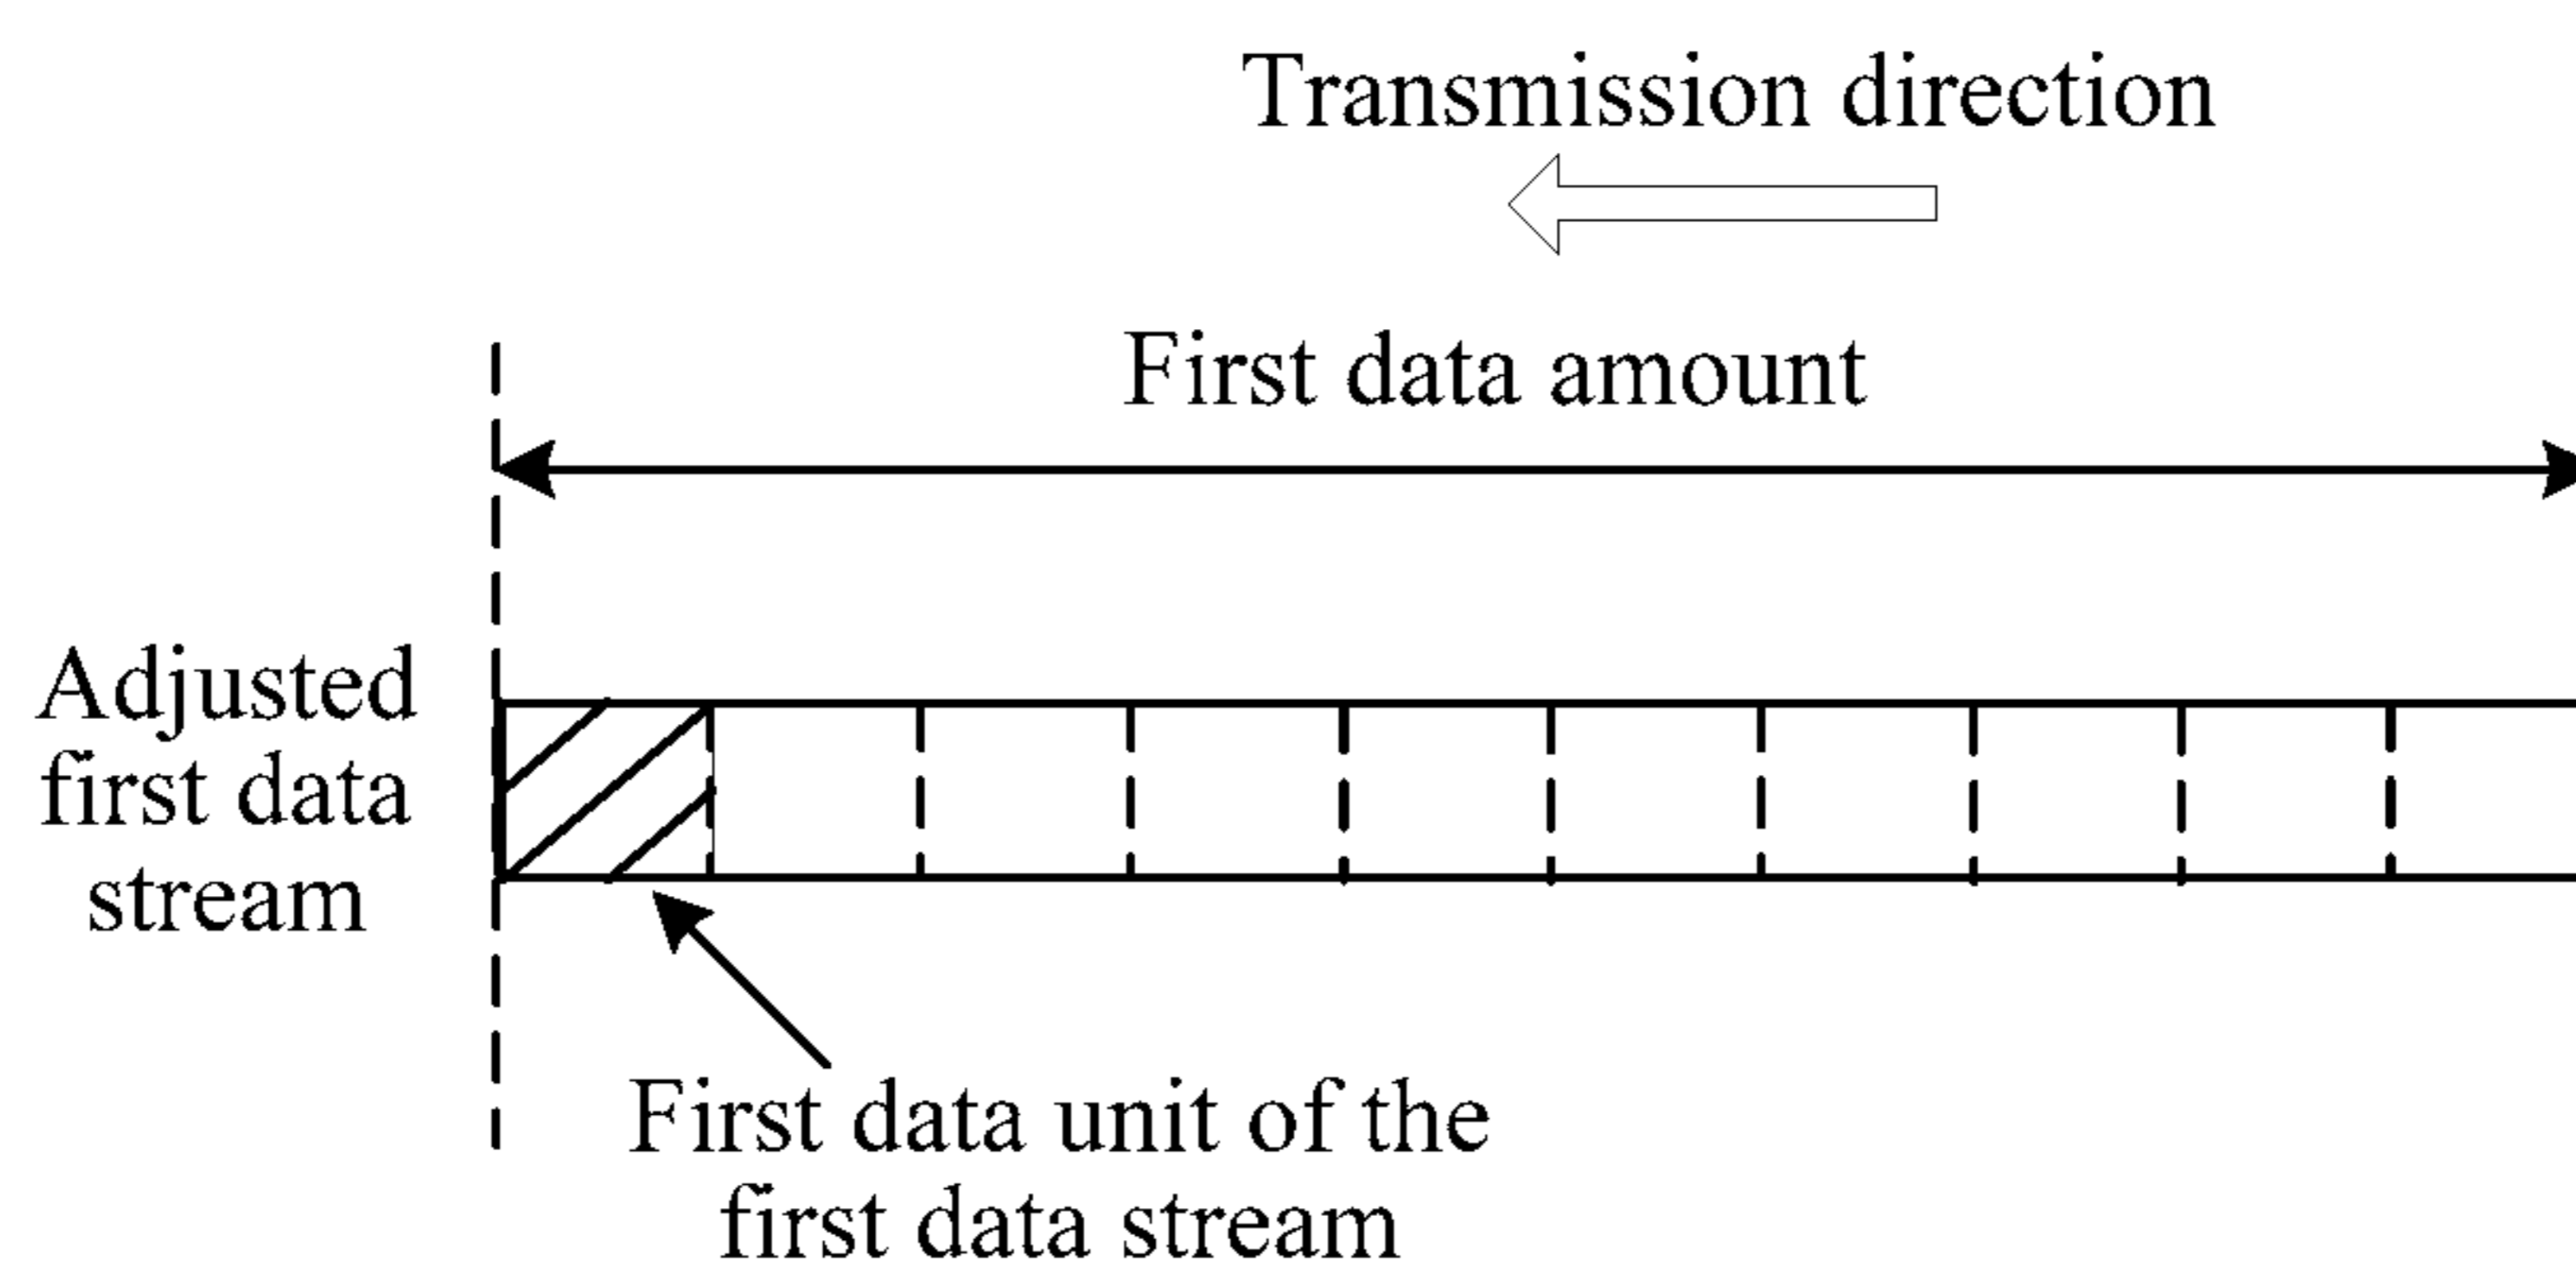 Transmission direction
First data amount
Adjusted
first data
stream
First data unit of the
first data stream